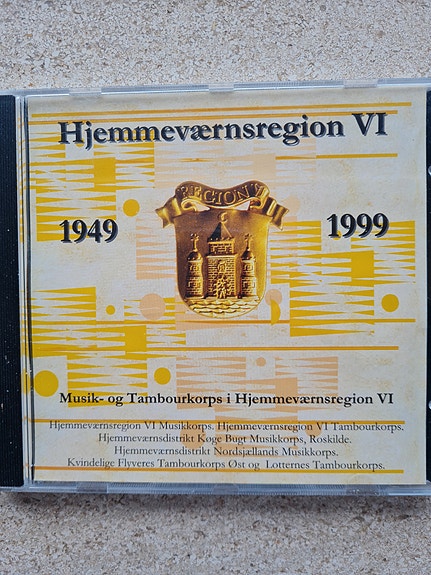 Hjemmeværnsregion VI
REGION VI
1949
1999
Musik- og Tambourkorps i Hjemmeværnsregion VI
Hjemmeværnsregion VI Musikkorps. Hjemmeværnsregion VI Tambourkorps.
Hjemmeværnsdistrikt Køge Bugt Musikkorps, Roskilde.
Hjemmeværnsdistrikt Nordsjællands Musikkorps.
Kvindelige Flyveres Tambourkorps Øst og Lotternes Tambourkorps.